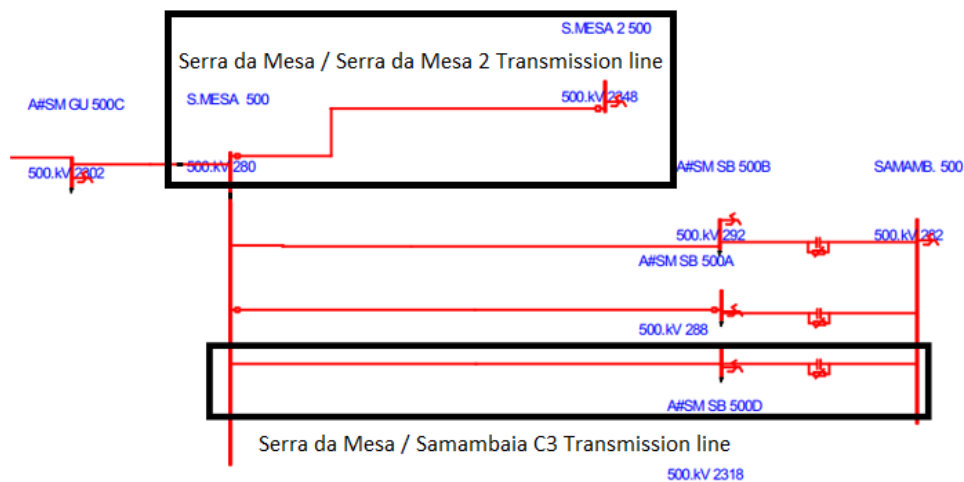 S.MESA 2 500
Serra da Mesa / Serra da Mesa 2 Transmission line
A#SM GU 500C
S.MESA 500
500.kV 2348
500.kV 2302
500.kV 280
A#SM SB 500B
SAMAMB. 500
500.kV 292
500.kV 282
A#SM SB 500A
500.kV 288
A#SM SB 500D
Serra da Mesa / Samambaia C3 Transmission line
500.kV 2318